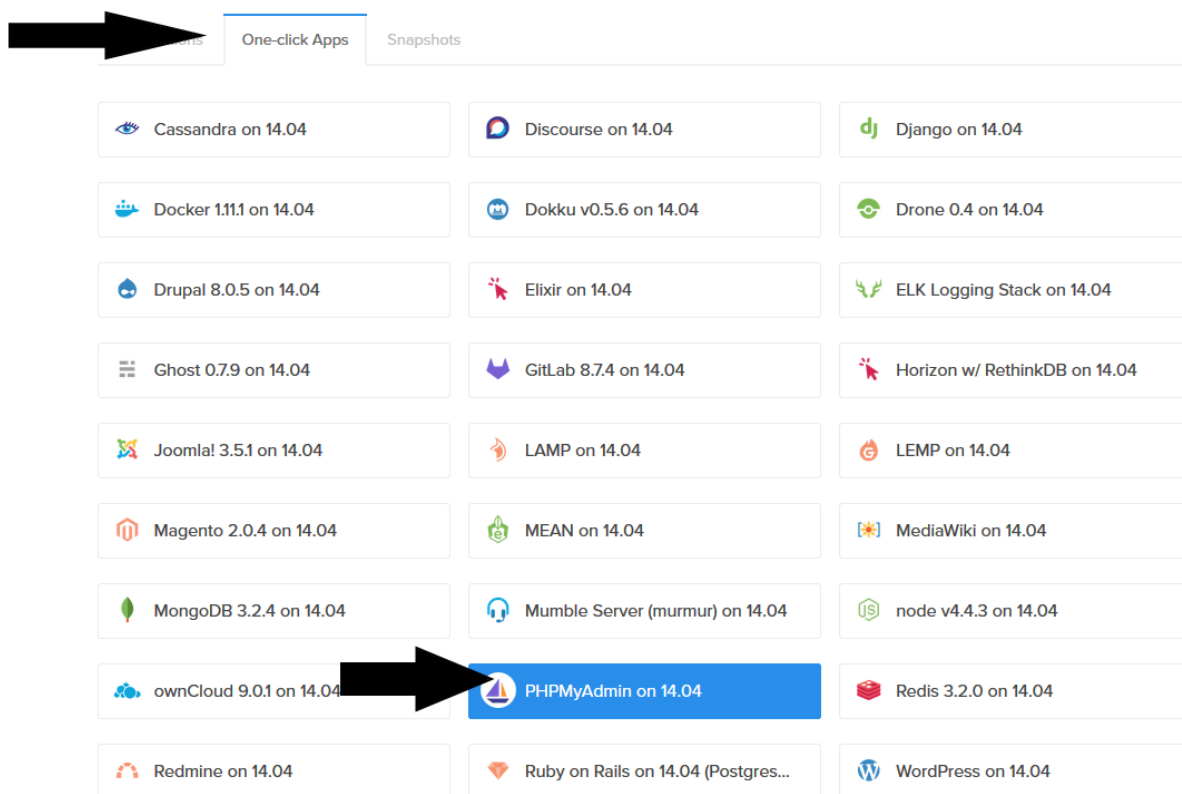 One-click Apps
Snapshots
Cassandra on 14.04
Discourse on 14.04
Django on 14.04
Docker 1.11.1 on 14.04
Dokku v0.5.6 on 14.04
Drone 0.4 on 14.04
Drupal 8.0.5 on 14.04
Elixir on 14.04
ELK Logging Stack on 14.04
Ghost 0.7.9 on 14.04
GitLab 8.7.4 on 14.04
Horizon w/ RethinkDB on 14.04
Joomla! 3.5.1 on 14.04
LAMP on 14.04
LEMP on 14.04
Magento 2.0.4 on 14.04
MEAN on 14.04
MediaWiki on 14.04
MongoDB 3.2.4 on 14.04
Mumble Server (murmur) on 14.04
node v4.4.3 on 14.04
ownCloud 9.0.1 on 14.04
PHPMyAdmin on 14.04
Redis 3.2.0 on 14.04
Redmine on 14.04
Ruby on Rails on 14.04 (Postgres...
WordPress on 14.04